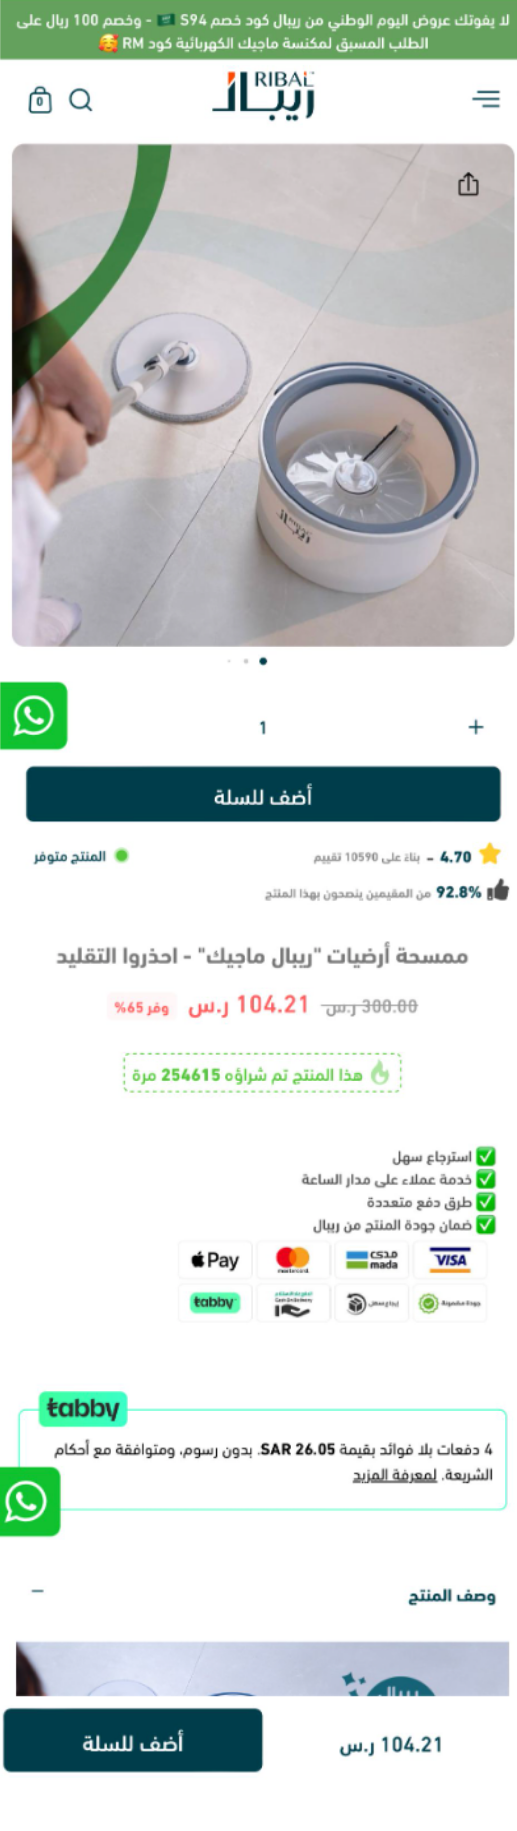 لا يفوتك عروض اليوم الوطني من ريبال كود خصم S94 🇸🇦 - وخصم 100 ريال على
الطلب المسبق لمكنسة ماجيك الكهربائية كود RM 🥰
RIBAL
ريبال
0
ريبال
1
+
أضف للسلة
4.70 - بناءً على 10590 تقييم
المنتج متوفر
92.8% من المقيمين ينصحون بهذا المنتج
ممسحة أرضيات "ريبال ماجيك" - احذروا التقليد
300.00 ر.س 104.21 ر.س وفر 65%
هذا المنتج تم شراؤه 254615 مرة
✅ استرجاع سهل
✅ خدمة عملاء على مدار الساعة
✅ طرق دفع متعددة
✅ ضمان جودة المنتج من ريبال
VISA
مدى mada
mastercard
Pay
جودة مضمونة
إرجاع سهل
Cash On Delivery
tabby
tabby
4 دفعات بلا فوائد بقيمة SAR 26.05. بدون رسوم، ومتوافقة مع أحكام
الشريعة. لمعرفة المزيد
وصف المنتج
−
ريبال
104.21 ر.س
أضف للسلة